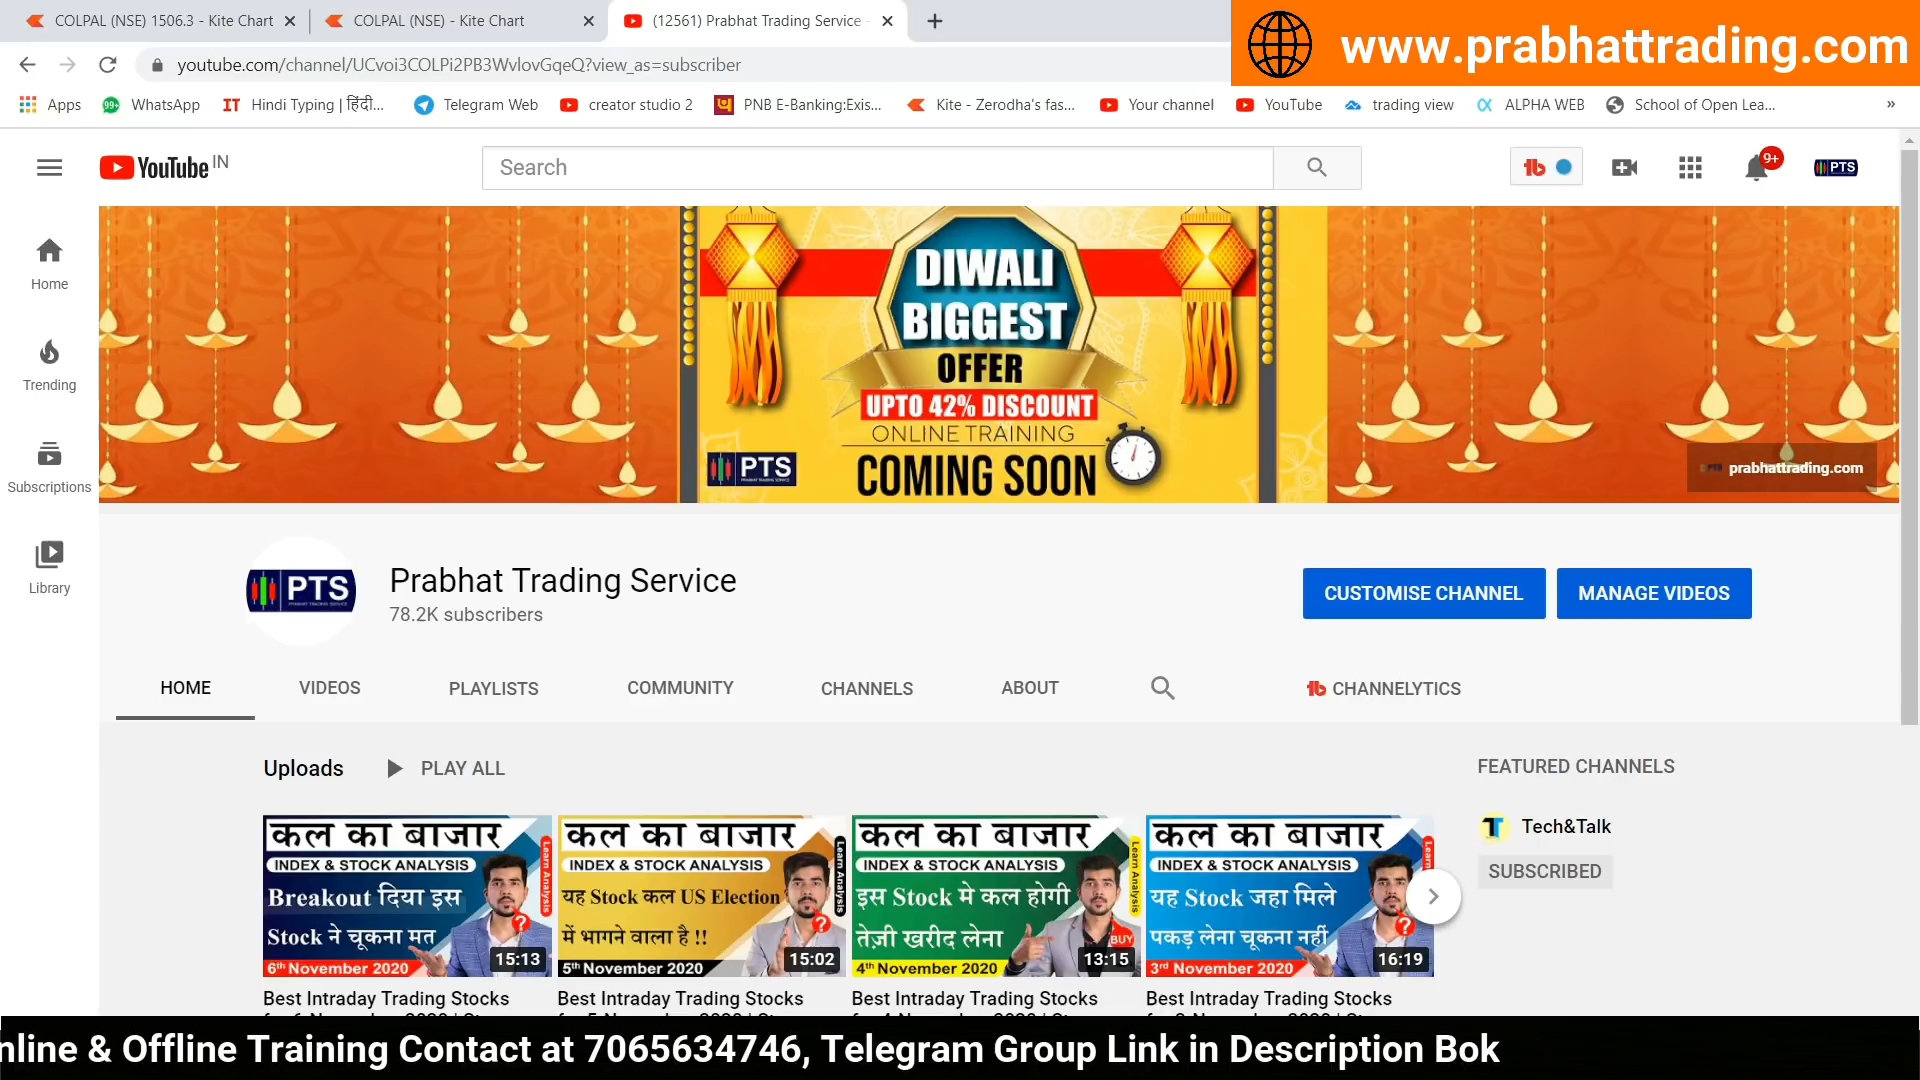 COLPAL (NSE) 1506.3 - Kite Chart
COLPAL (NSE) - Kite Chart
(12561) Prabhat Trading Service -
www.prabhattrading.com
youtube.com/channel/UCvoi3COLPi2PB3WvlovGqeQ?view_as=subscriber
Apps
WhatsApp
Hindi Typing | हिंदी...
Telegram Web
creator studio 2
PNB E-Banking:Exis...
Kite - Zerodha's fas...
Your channel
YouTube
trading view
ALPHA WEB
School of Open Lea...
»
YouTube IN
Search
9+
PTS
Home
Trending
Subscriptions
Library
DIWALI
BIGGEST
OFFER
UPTO 42% DISCOUNT
ONLINE TRAINING
COMING SOON
PTS
prabhattrading.com
PTS
Prabhat Trading Service
78.2K subscribers
CUSTOMISE CHANNEL
MANAGE VIDEOS
HOME
VIDEOS
PLAYLISTS
COMMUNITY
CHANNELS
ABOUT
CHANNELYTICS
Uploads
PLAY ALL
FEATURED CHANNELS
Tech&Talk
SUBSCRIBED
कल का बाजार
INDEX & STOCK ANALYSIS
Learn Analysis
Breakout दिया इस
Stock ने चूकना मत
?
6th November 2020
15:13
कल का बाजार
INDEX & STOCK ANALYSIS
Learn Analysis
यह Stock कल US Election
में भागने वाला है !!
?
5th November 2020
15:02
कल का बाजार
INDEX & STOCK ANALYSIS
Learn Analysis
इस Stock मे कल होगी
तेज़ी खरीद लेना
BUY
4th November 2020
13:15
कल का बाजार
INDEX & STOCK ANALYSIS
यह Stock जहा मिले
पकड़ लेना चूकना नहीं
?
3rd November 2020
16:19
Best Intraday Trading Stocks
Best Intraday Trading Stocks
Best Intraday Trading Stocks
Best Intraday Trading Stocks
nline & Offline Training Contact at 7065634746, Telegram Group Link in Description Bok